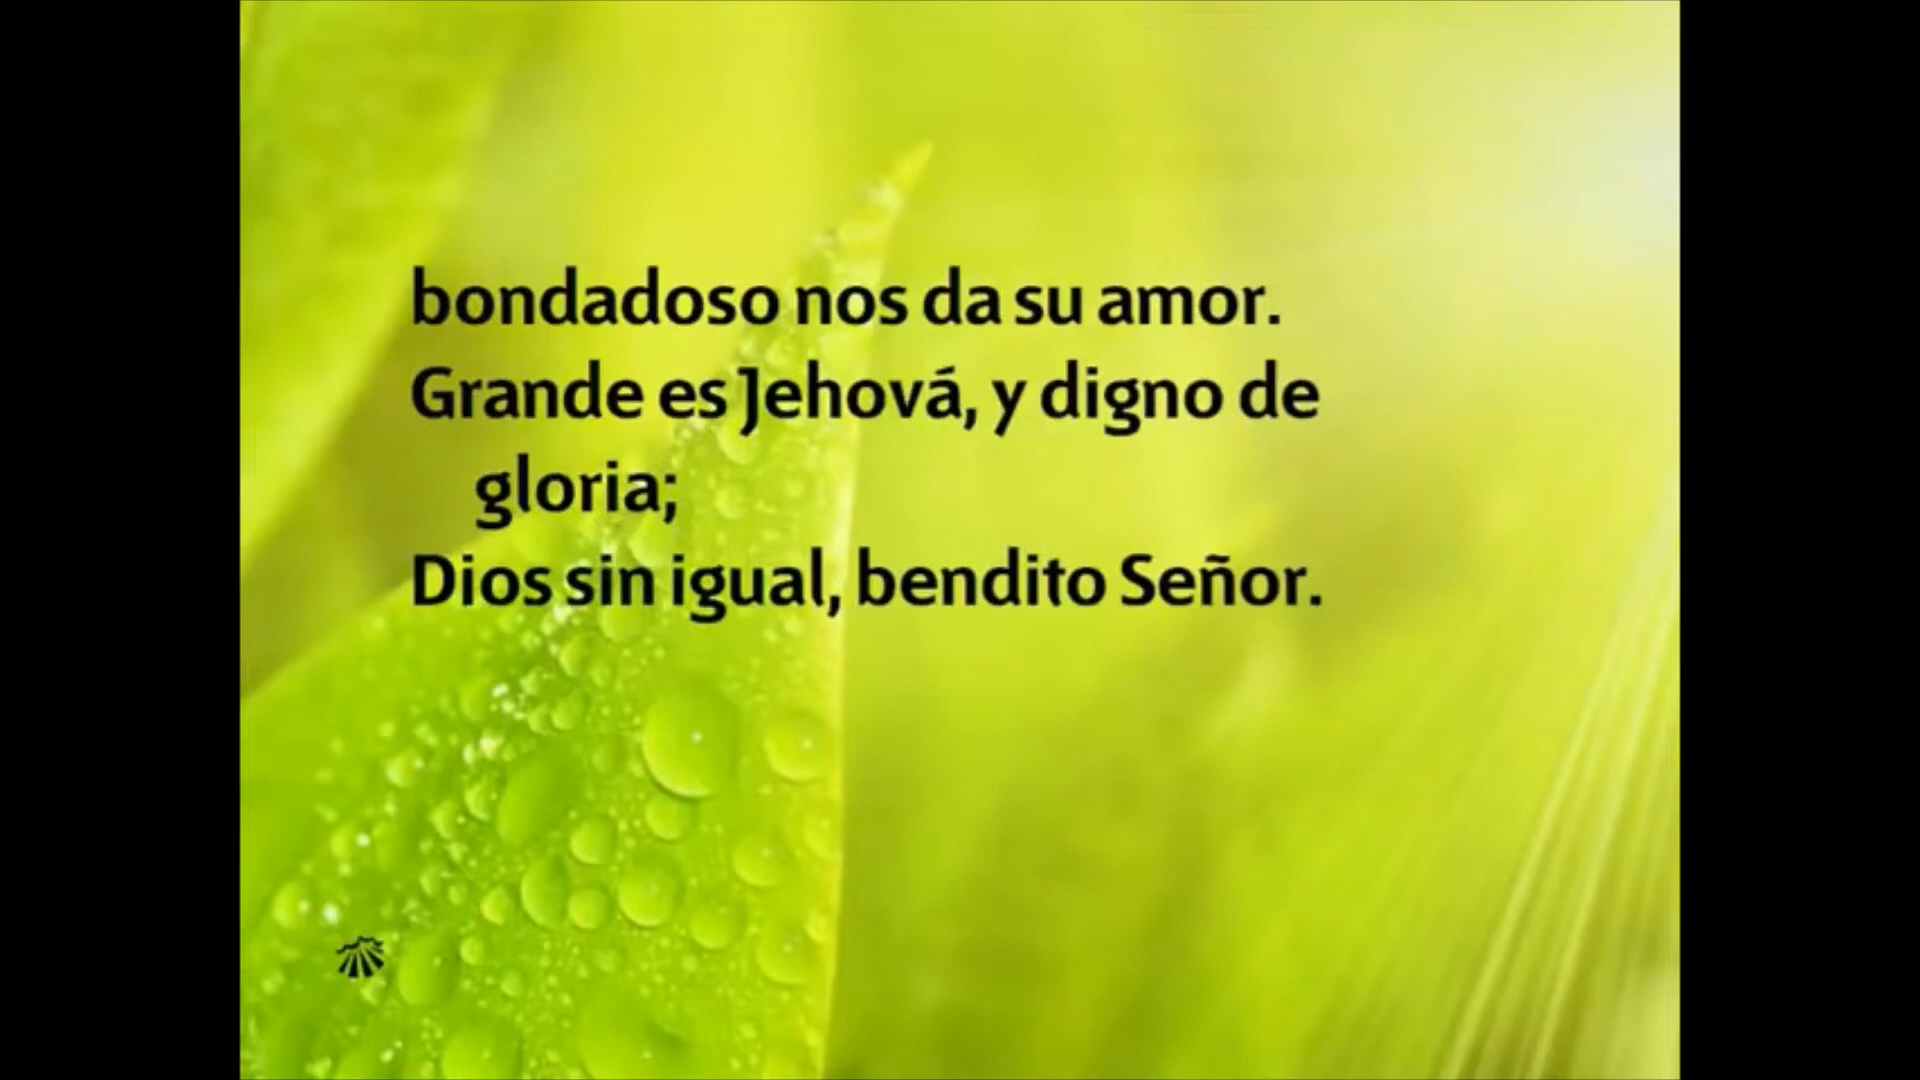 bondadoso nos da su amor.
Grande es Jehová, y digno de
gloria;
Dios sin igual, bendito Señor.